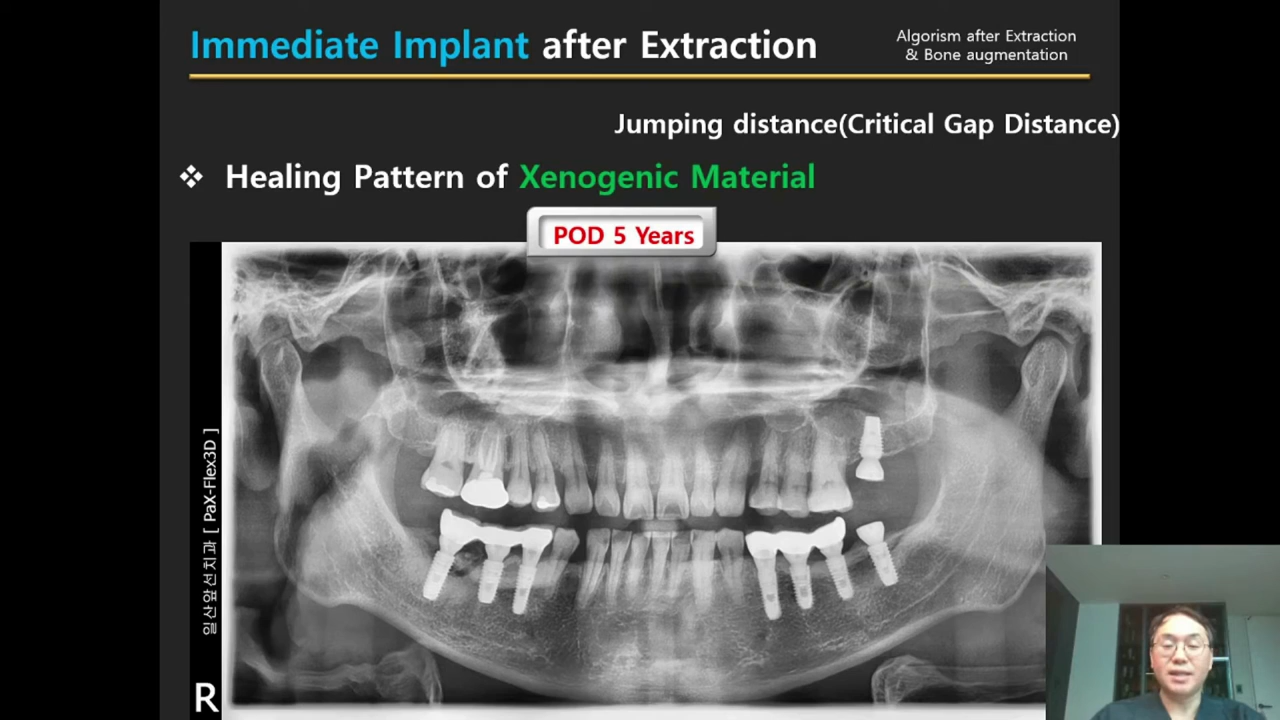 Immediate Implant after Extraction
Algorism after Extraction
& Bone augmentation
Jumping distance(Critical Gap Distance)
❖ Healing Pattern of Xenogenic Material
POD 5 Years
일산앞선치과 [ PaX-Flex3D ]
R